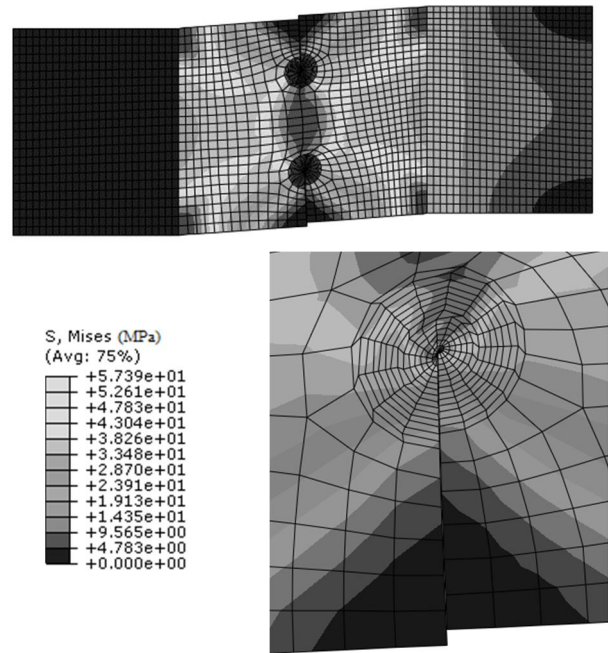 S, Mises (MPa)
(Avg: 75%)
+5.739e+01
+5.261e+01
+4.783e+01
+4.304e+01
+3.826e+01
+3.348e+01
+2.870e+01
+2.391e+01
+1.913e+01
+1.435e+01
+9.565e+00
+4.783e+00
+0.000e+00